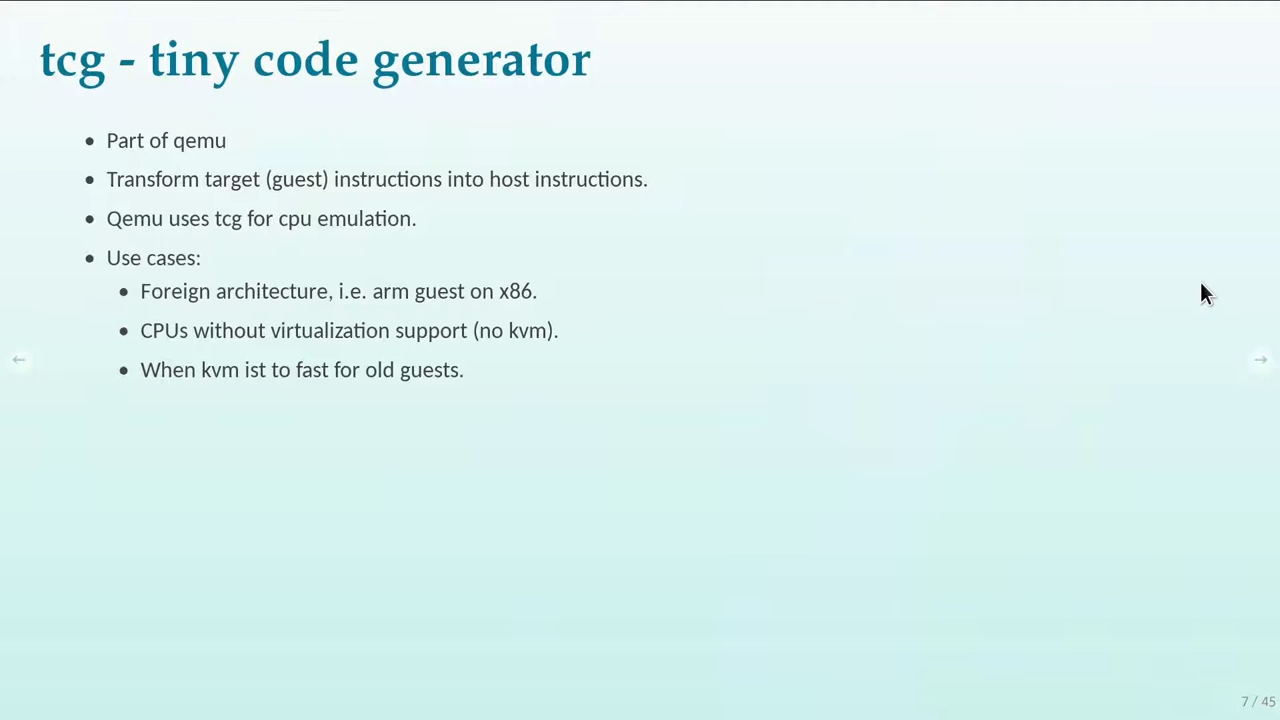 tcg - tiny code generator
• Part of qemu
• Transform target (guest) instructions into host instructions.
• Qemu uses tcg for cpu emulation.
• Use cases:
• Foreign architecture, i.e. arm guest on x86.
• CPUs without virtualization support (no kvm).
• When kvm ist to fast for old guests.
←
→
7 / 45